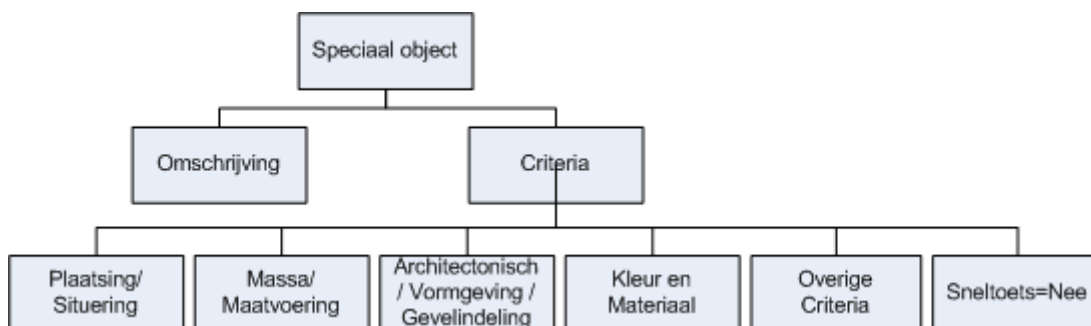 Speciaal object
Omschrijving
Criteria
Plaatsing/
Situering
Massa/
Maatvoering
Architectonisch
/ Vormgeving /
Gevelindeling
Kleur en
Materiaal
Overige
Criteria
Sneltoets=Nee